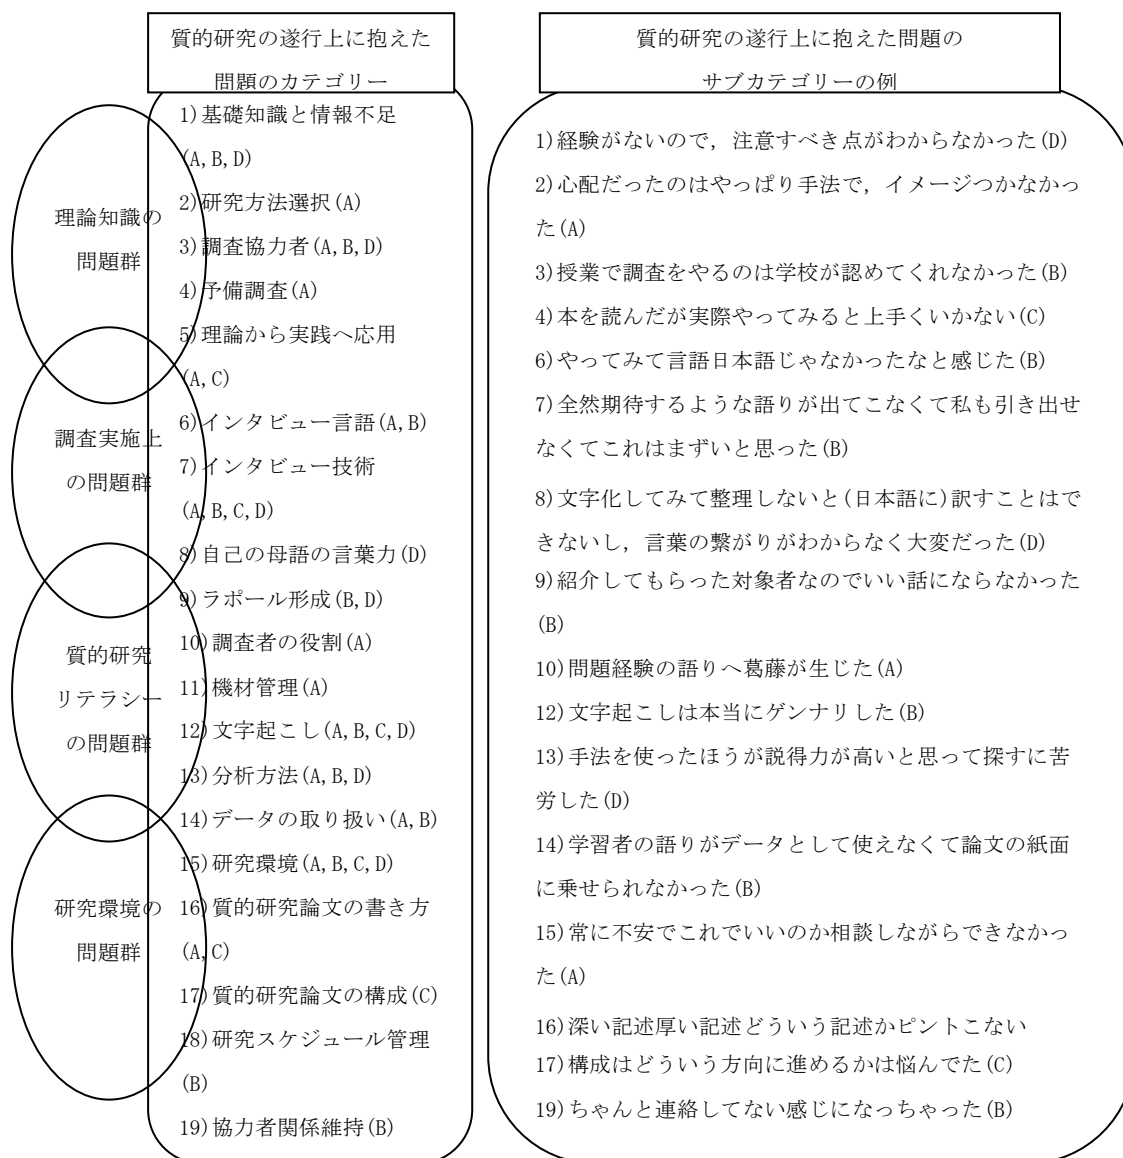 質的研究の遂行上に抱えた
問題のカテゴリー
質的研究の遂行上に抱えた問題の
サブカテゴリーの例
理論知識の
問題群
調査実施上
の問題群
質的研究
リテラシー
の問題群
研究環境の
問題群
1)基礎知識と情報不足
(A,B,D)
2)研究方法選択(A)
3)調査協力者(A,B,D)
4)予備調査(A)
5)理論から実践へ応用
(A,C)
6)インタビュー言語(A,B)
7)インタビュー技術
(A,B,C,D)
8)自己の母語の言葉力(D)
9)ラポール形成(B,D)
10)調査者の役割(A)
11)機材管理(A)
12)文字起こし(A,B,C,D)
13)分析方法(A,B,D)
14)データの取り扱い(A,B)
15)研究環境(A,B,C,D)
16)質的研究論文の書き方
(A,C)
17)質的研究論文の構成(C)
18)研究スケジュール管理
(B)
19)協力者関係維持(B)
1)経験がないので，注意すべき点がわからなかった(D)
2)心配だったのはやっぱり手法で，イメージつかなかっ
た(A)
3)授業で調査をやるのは学校が認めてくれなかった(B)
4)本を読んだが実際やってみると上手くいかない(C)
6)やってみて言語日本語じゃなかったなと感じた(B)
7)全然期待するような語りが出てこなくて私も引き出せ
なくてこれはまずいと思った(B)
8)文字化してみて整理しないと(日本語に)訳すことはで
きないし，言葉の繋がりがわからなく大変だった(D)
9)紹介してもらった対象者なのでいい話にならなかった
(B)
10)問題経験の語りへ葛藤が生じた(A)
12)文字起こしは本当にゲンナリした(B)
13)手法を使ったほうが説得力が高いと思って探すに苦
労した(D)
14)学習者の語りがデータとして使えなくて論文の紙面
に乗せられなかった(B)
15)常に不安でこれでいいのか相談しながらできなかっ
た(A)
16)深い記述厚い記述どういう記述かピントこない
17)構成はどういう方向に進めるかは悩んでた(C)
19)ちゃんと連絡してない感じになっちゃった(B)